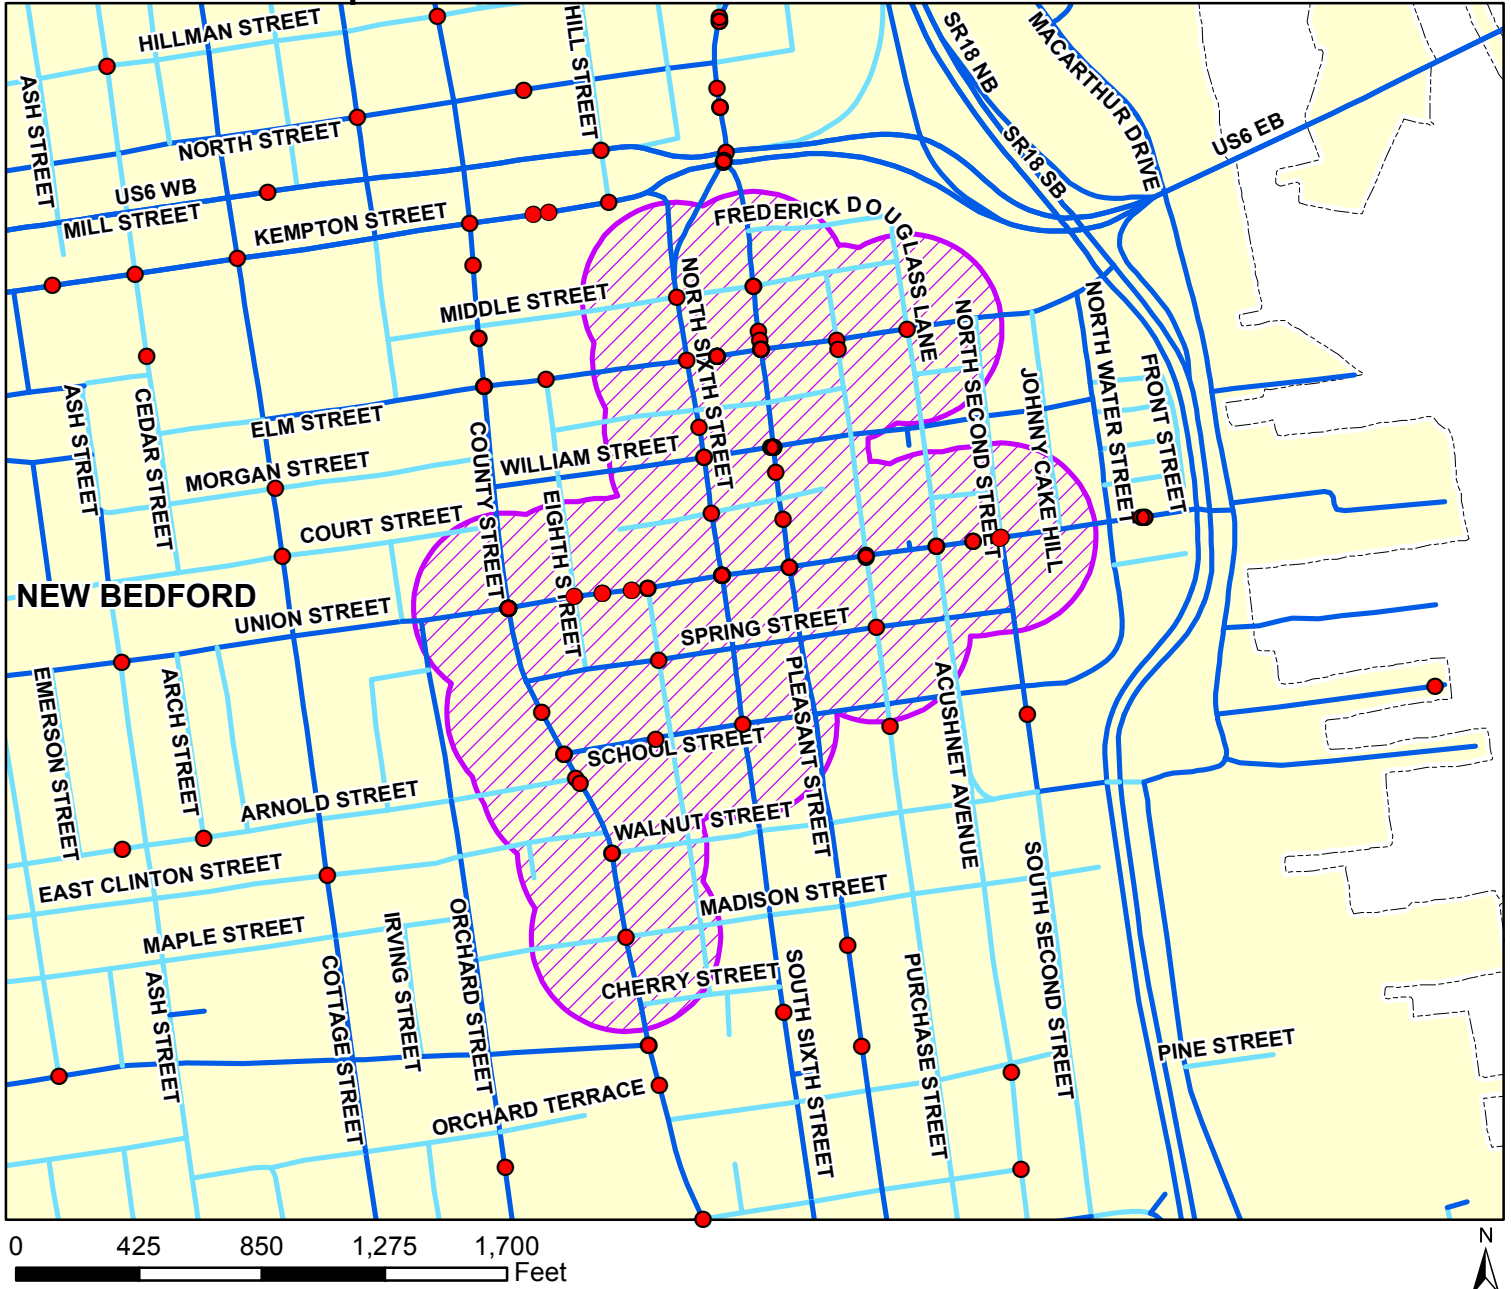 HILLMAN STREET
HILL STREET
SR18 NB
MACARTHUR DRIVE
ASH STREET
NORTH STREET
SR18 SB
US6 EB
US6 WB
MILL STREET
KEMPTON STREET
FREDERICK DOUGLASS LANE
MIDDLE STREET
NORTH SIXTH STREET
NORTH SECOND STREET
NORTH WATER STREET
JOHNNY CAKE HILL
FRONT STREET
ASH STREET
CEDAR STREET
ELM STREET
COUNTY STREET
WILLIAM STREET
MORGAN STREET
EIGHTH STREET
COURT STREET
NEW BEDFORD
UNION STREET
SPRING STREET
EMERSON STREET
ARCH STREET
PLEASANT STREET
ACUSHNET AVENUE
SCHOOL STREET
ARNOLD STREET
WALNUT STREET
EAST CLINTON STREET
SOUTH SECOND STREET
MADISON STREET
MAPLE STREET
IRVING STREET
ORCHARD STREET
COTTAGE STREET
ASH STREET
CHERRY STREET
SOUTH SIXTH STREET
PURCHASE STREET
PINE STREET
ORCHARD TERRACE
0 425 850 1,275 1,700
Feet
N